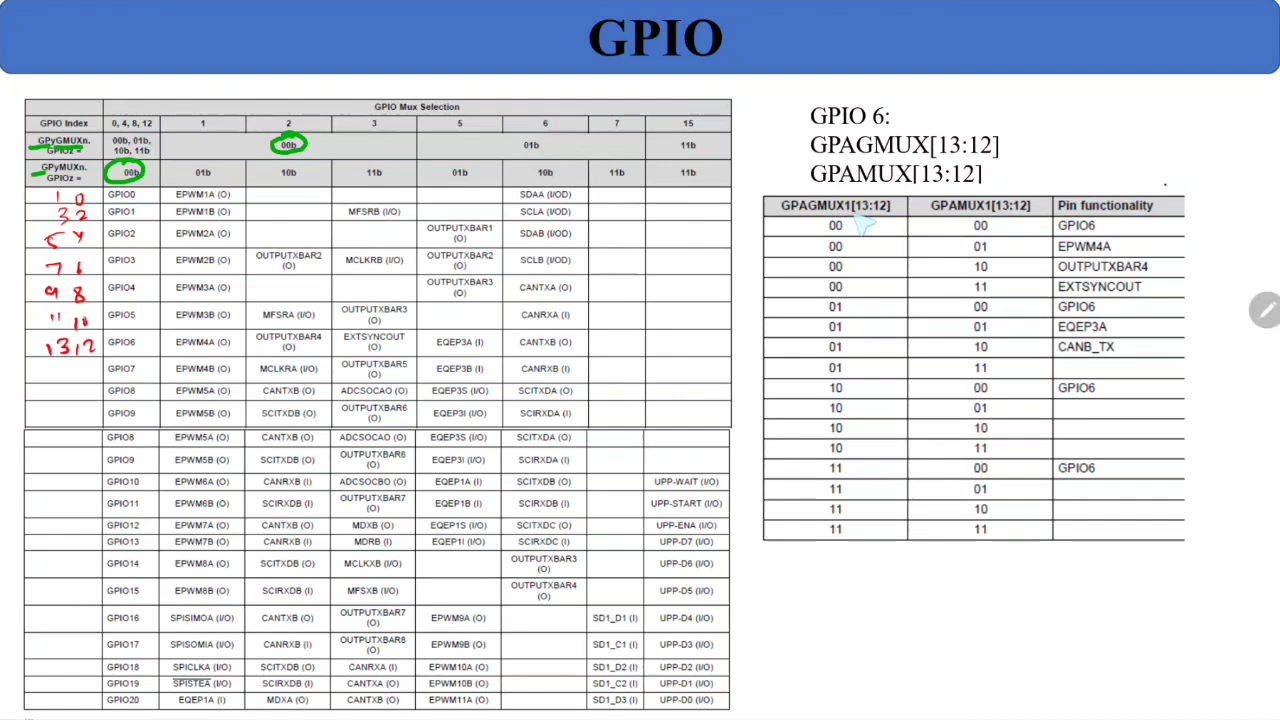 GPIO
GPIO Mux Selection
GPIO Index 0, 4, 8, 12 1 2 3 5 6 7 15
GPyGMUXn. GPIOz = 00b, 01b, 10b, 11b 00b 01b 11b
GPyMUXn. GPIOz = 00b 01b 10b 11b 01b 10b 11b 11b
1 0 GPIO0 EPWM1A (O) SDAA (I/OD)
3 2 GPIO1 EPWM1B (O) MFSRB (I/O) SCLA (I/OD)
5 4 GPIO2 EPWM2A (O) OUTPUTXBAR1 (O) SDAB (I/OD)
7 6 GPIO3 EPWM2B (O) OUTPUTXBAR2 (O) MCLKRB (I/O) OUTPUTXBAR2 (O) SCLB (I/OD)
9 8 GPIO4 EPWM3A (O) OUTPUTXBAR3 (O) CANTXA (O)
11 10 GPIO5 EPWM3B (O) MFSRA (I/O) OUTPUTXBAR3 (O) CANRXA (I)
13 12 GPIO6 EPWM4A (O) OUTPUTXBAR4 (O) EXTSYNCOUT (O) EQEP3A (I) CANTXB (O)
GPIO7 EPWM4B (O) MCLKRA (I/O) OUTPUTXBAR5 (O) EQEP3B (I) CANRXB (I)
GPIO8 EPWM5A (O) CANTXB (O) ADCSOCAO (O) EQEP3S (I/O) SCITXDA (O)
GPIO9 EPWM5B (O) SCITXDB (O) OUTPUTXBAR6 (O) EQEP3I (I/O) SCIRXDA (I)
GPIO8 EPWM5A (O) CANTXB (O) ADCSOCAO (O) EQEP3S (I/O) SCITXDA (O)
GPIO9 EPWM5B (O) SCITXDB (O) OUTPUTXBAR6 (O) EQEP3I (I/O) SCIRXDA (I)
GPIO10 EPWM6A (O) CANRXB (I) ADCSOCBO (O) EQEP1A (I) SCITXDB (O) UPP-WAIT (I/O)
GPIO11 EPWM6B (O) SCIRXDB (I) OUTPUTXBAR7 (O) EQEP1B (I) SCIRXDB (I) UPP-START (I/O)
GPIO12 EPWM7A (O) CANTXB (O) MDXB (O) EQEP1S (I/O) SCITXDC (O) UPP-ENA (I/O)
GPIO13 EPWM7B (O) CANRXB (I) MDRB (I) EQEP1I (I/O) SCIRXDC (I) UPP-D7 (I/O)
GPIO14 EPWM8A (O) SCITXDB (O) MCLKXB (I/O) OUTPUTXBAR3 (O) UPP-D6 (I/O)
GPIO15 EPWM8B (O) SCIRXDB (I) MFSXB (I/O) OUTPUTXBAR4 (O) UPP-D5 (I/O)
GPIO16 SPISIMOA (I/O) CANTXB (O) OUTPUTXBAR7 (O) EPWM9A (O) SD1_D1 (I) UPP-D4 (I/O)
GPIO17 SPISOMIA (I/O) CANRXB (I) OUTPUTXBAR8 (O) EPWM9B (O) SD1_C1 (I) UPP-D3 (I/O)
GPIO18 SPICLKA (I/O) SCITXDB (O) CANRXA (I) EPWM10A (O) SD1_D2 (I) UPP-D2 (I/O)
GPIO19 SPISTEA (I/O) SCIRXDB (I) CANTXA (O) EPWM10B (O) SD1_C2 (I) UPP-D1 (I/O)
GPIO20 EQEP1A (I) MDXA (O) CANTXB (O) EPWM11A (O) SD1_D3 (I) UPP-D0 (I/O)
GPIO 6:
GPAGMUX[13:12]
GPAMUX[13:12]
GPAGMUX1[13:12] GPAMUX1[13:12] Pin functionality
00 00 GPIO6
00 01 EPWM4A
00 10 OUTPUTXBAR4
00 11 EXTSYNCOUT
01 00 GPIO6
01 01 EQEP3A
01 10 CANB_TX
01 11
10 00 GPIO6
10 01
10 10
10 11
11 00 GPIO6
11 01
11 10
11 11